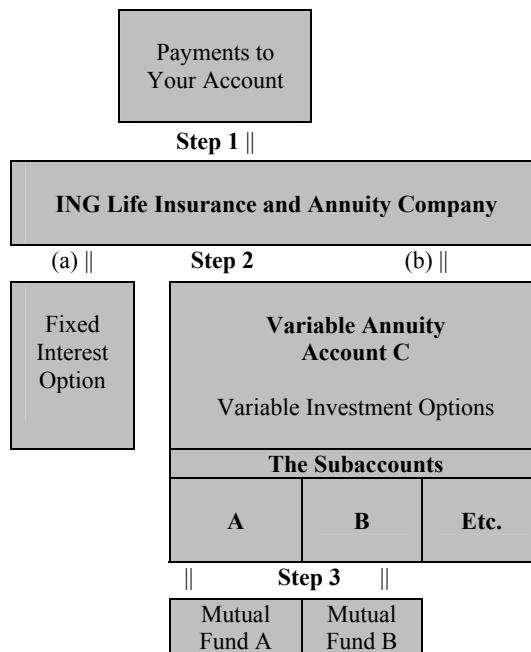 Payments to
Your Account
Step 1 ||
ING Life Insurance and Annuity Company
(a) || Step 2 (b) ||
Fixed
Interest
Option
Variable Annuity
Account C
Variable Investment Options
The Subaccounts
A B Etc.
|| Step 3 ||
Mutual Mutual
Fund A Fund B